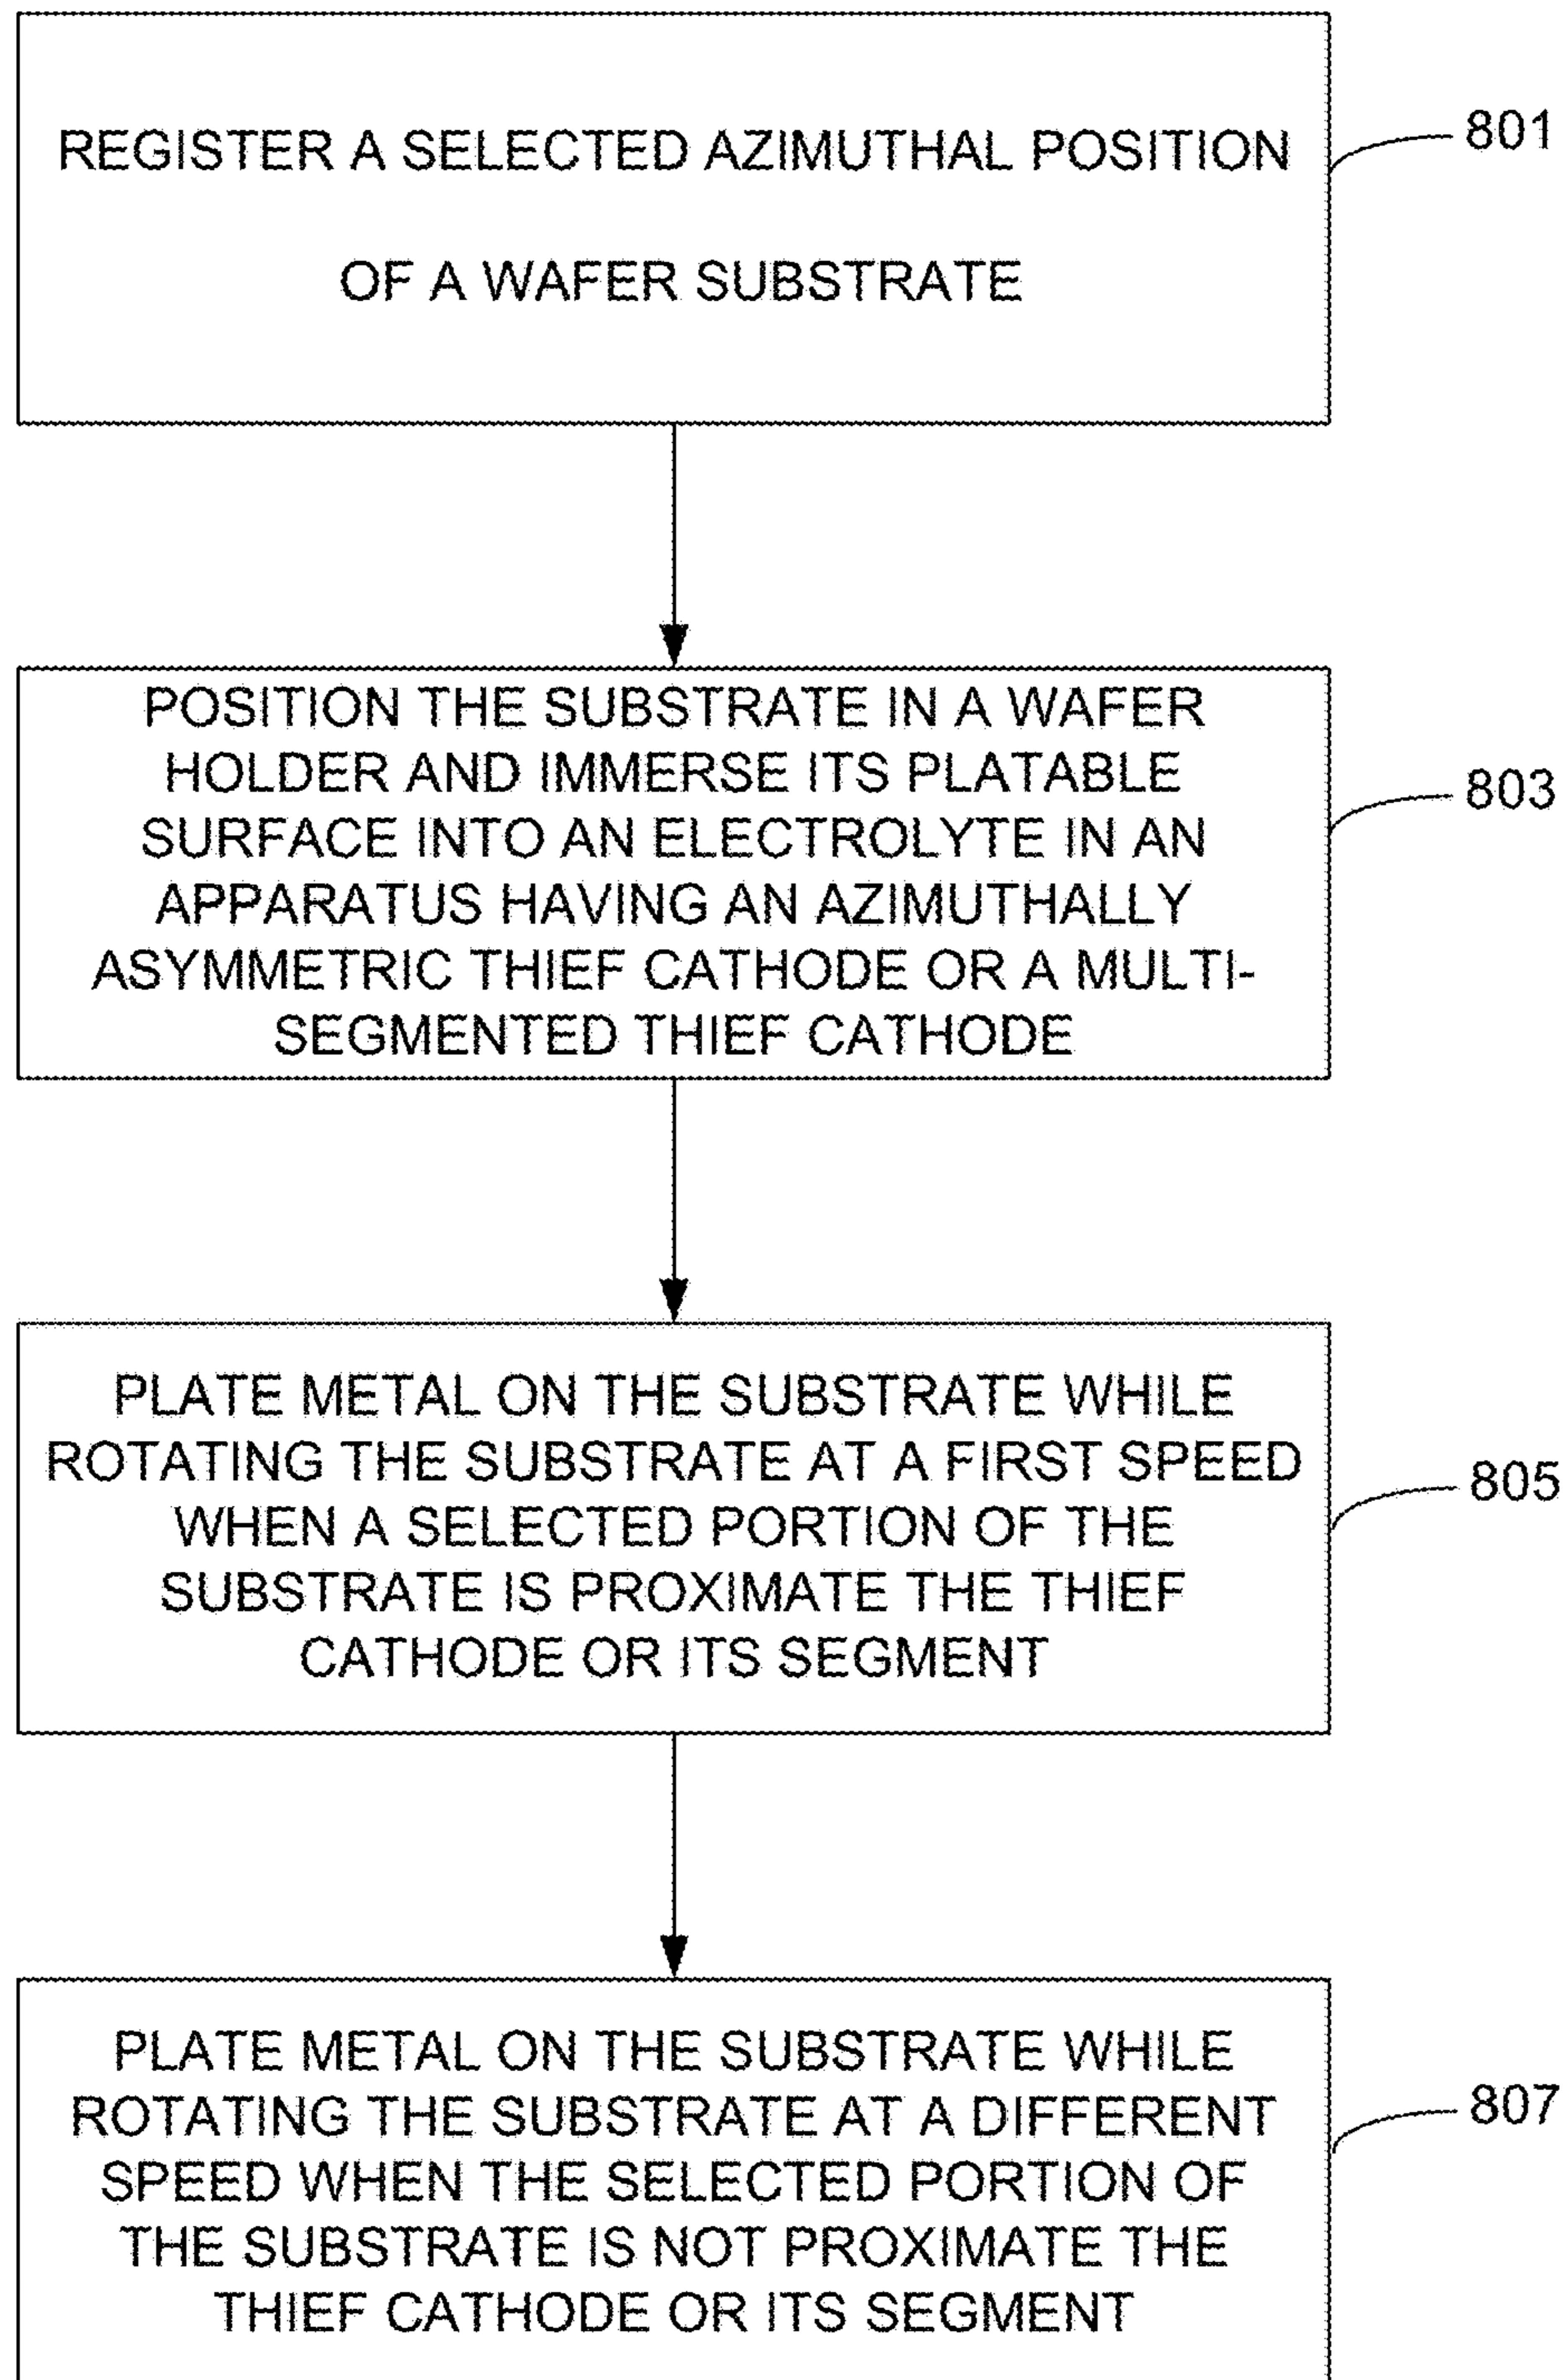 REGISTER A SELECTED AZIMUTHAL POSITION
OF A WAFER SUBSTRATE
801
POSITION THE SUBSTRATE IN A WAFER
HOLDER AND IMMERSE ITS PLATABLE
SURFACE INTO AN ELECTROLYTE IN AN
APPARATUS HAVING AN AZIMUTHALLY
ASYMMETRIC THIEF CATHODE OR A MULTI-
SEGMENTED THIEF CATHODE
803
PLATE METAL ON THE SUBSTRATE WHILE
ROTATING THE SUBSTRATE AT A FIRST SPEED
WHEN A SELECTED PORTION OF THE
SUBSTRATE IS PROXIMATE THE THIEF
CATHODE OR ITS SEGMENT
805
PLATE METAL ON THE SUBSTRATE WHILE
ROTATING THE SUBSTRATE AT A DIFFERENT
SPEED WHEN THE SELECTED PORTION OF
THE SUBSTRATE IS NOT PROXIMATE THE
THIEF CATHODE OR ITS SEGMENT
807